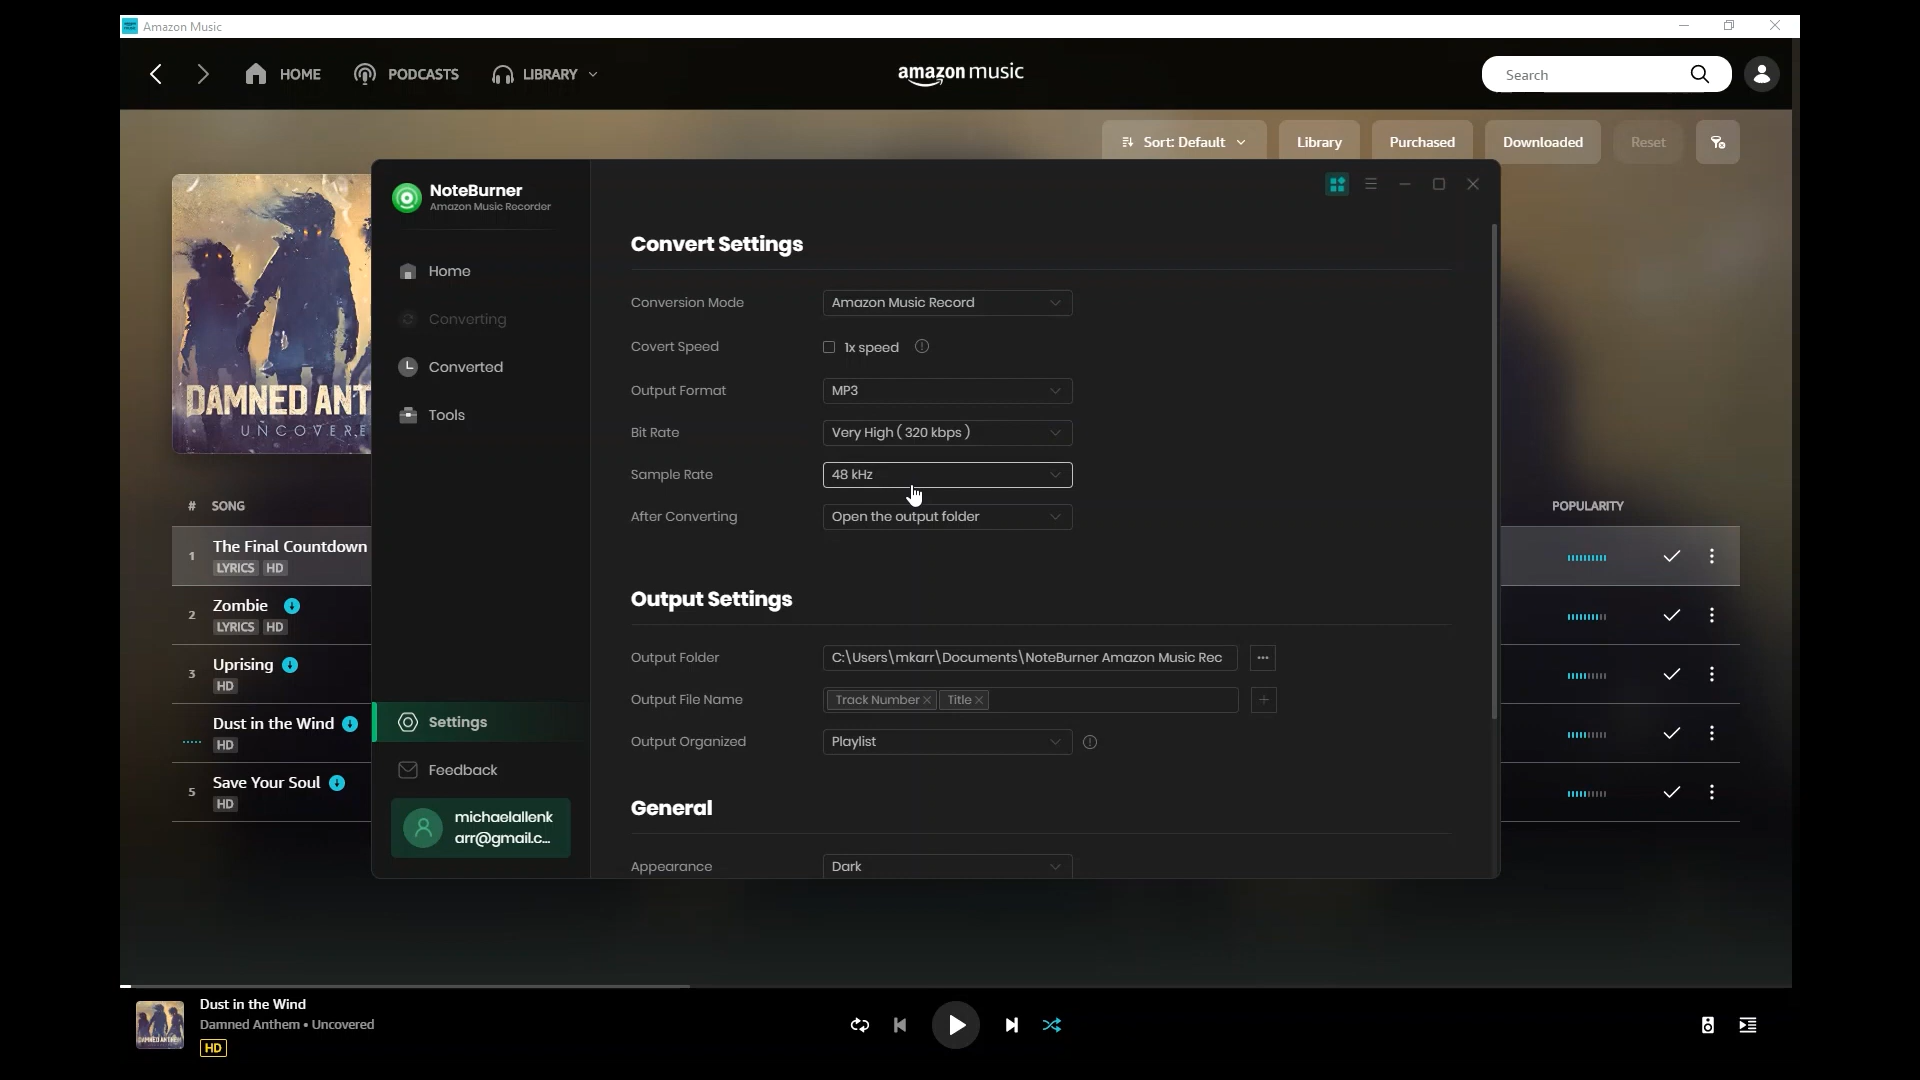 Amazon Music
HOME
PODCASTS
LIBRARY
amazon music
Search
Sort: Default
Library
Purchased
Downloaded
Reset
DAMNED ANT
UNCOVERE
NoteBurner
Amazon Music Recorder
Home
Converting
Converted
Tools
Settings
Feedback
michaelallenk
arr@gmail.c...
Convert Settings
Conversion Mode
Amazon Music Record
Covert Speed
1x speed
Output Format
MP3
Bit Rate
Very High ( 320 kbps )
Sample Rate
48 kHz
After Converting
Open the output folder
Output Settings
Output Folder
C:\Users\mkarr\Documents\NoteBurner Amazon Music Rec
...
Output File Name
Track Number
Title
Output Organized
Playlist
General
Appearance
Dark
# SONG
POPULARITY
1 The Final Countdown
LYRICS HD
2 Zombie
LYRICS HD
3 Uprising
HD
Dust in the Wind
HD
5 Save Your Soul
HD
Dust in the Wind
Damned Anthem • Uncovered
HD